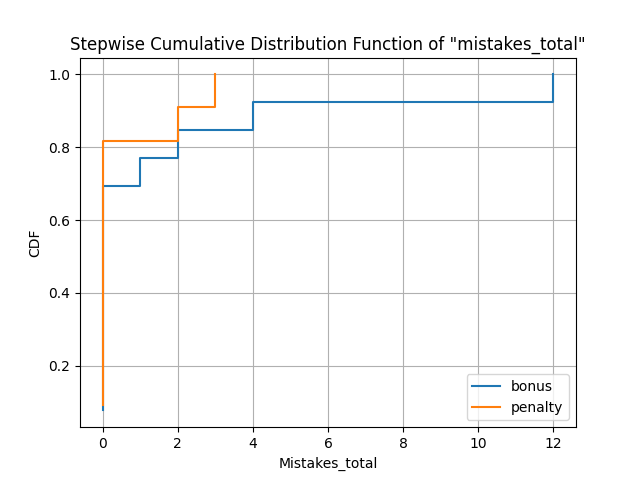 Stepwise Cumulative Distribution Function of "mistakes_total"
1.0
0.8
0.6
0.4
0.2
CDF
0
2
4
6
8
10
12
Mistakes_total
bonus
penalty